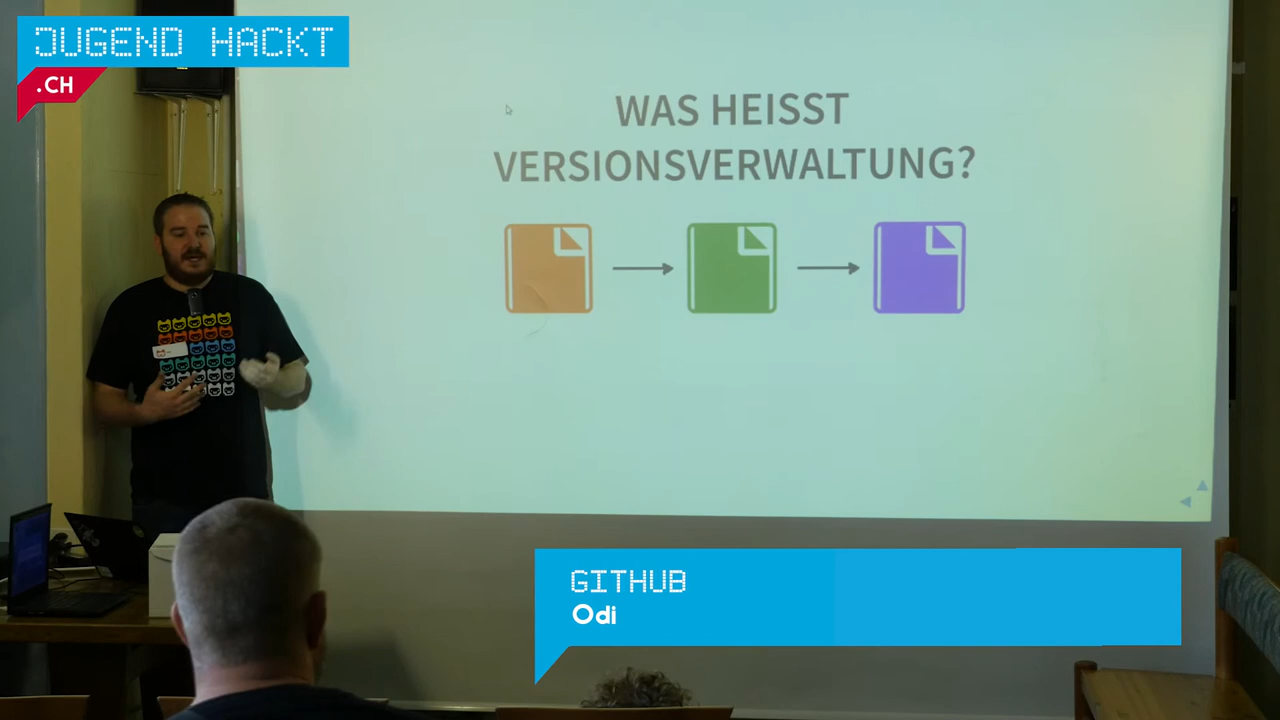 JUGEND HACKT
.CH
WAS HEISST
VERSIONSVERWALTUNG?
GITHUB
Odi